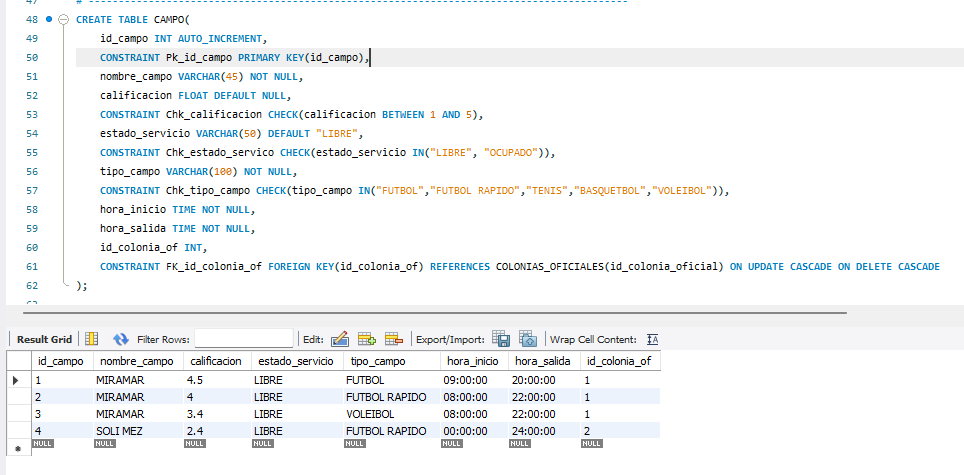 47 # --------------------------------------------------------------------------------------------
48 CREATE TABLE CAMPO(
49 id_campo INT AUTO_INCREMENT,
50 CONSTRAINT Pk_id_campo PRIMARY KEY(id_campo),
51 nombre_campo VARCHAR(45) NOT NULL,
52 calificacion FLOAT DEFAULT NULL,
53 CONSTRAINT Chk_calificacion CHECK(calificacion BETWEEN 1 AND 5),
54 estado_servicio VARCHAR(50) DEFAULT "LIBRE",
55 CONSTRAINT Chk_estado_servico CHECK(estado_servicio IN("LIBRE", "OCUPADO")),
56 tipo_campo VARCHAR(100) NOT NULL,
57 CONSTRAINT Chk_tipo_campo CHECK(tipo_campo IN("FUTBOL","FUTBOL RAPIDO","TENIS","BASQUETBOL","VOLEIBOL")),
58 hora_inicio TIME NOT NULL,
59 hora_salida TIME NOT NULL,
60 id_colonia_of INT,
61 CONSTRAINT FK_id_colonia_of FOREIGN KEY(id_colonia_of) REFERENCES COLONIAS_OFICIALES(id_colonia_oficial) ON UPDATE CASCADE ON DELETE CASCADE
62 );
63
Result Grid Filter Rows: Edit: Export/Import: Wrap Cell Content: IA
id_campo nombre_campo calificacion estado_servicio tipo_campo hora_inicio hora_salida id_colonia_of
1 MIRAMAR 4.5 LIBRE FUTBOL 09:00:00 20:00:00 1
2 MIRAMAR 4 LIBRE FUTBOL RAPIDO 08:00:00 22:00:00 1
3 MIRAMAR 3.4 LIBRE VOLEIBOL 08:00:00 22:00:00 1
4 SOLI MEZ 2.4 LIBRE FUTBOL RAPIDO 00:00:00 24:00:00 2
NULL NULL NULL NULL NULL NULL NULL NULL